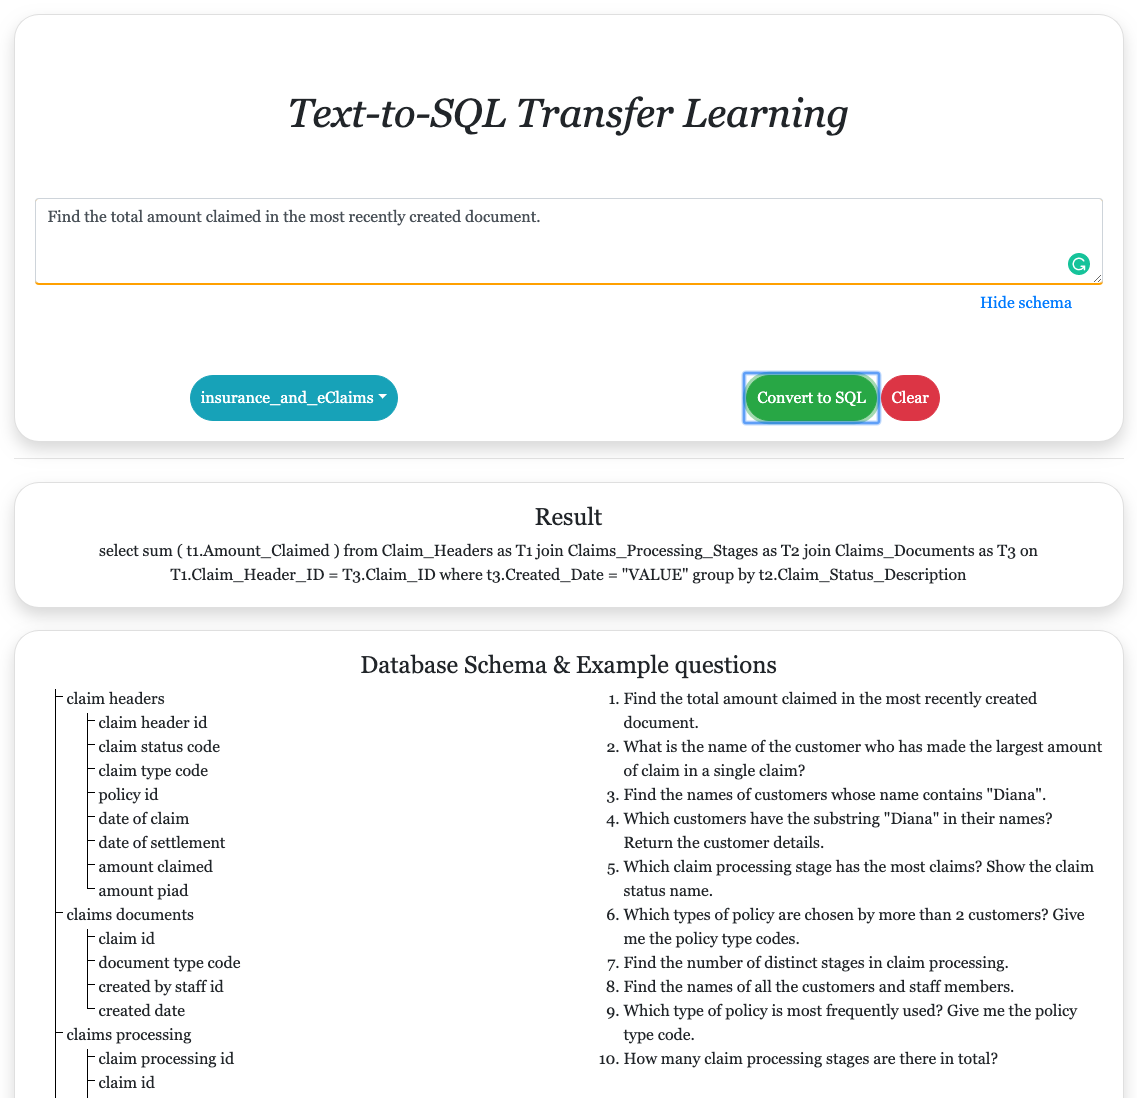 Text-to-SQL Transfer Learning
Find the total amount claimed in the most recently created document.
Hide schema
insurance_and_eClaims
Convert to SQL
Clear
Result
select sum ( t1.Amount_Claimed ) from Claim_Headers as T1 join Claims_Processing_Stages as T2 join Claims_Documents as T3 on
T1.Claim_Header_ID = T3.Claim_ID where t3.Created_Date = "VALUE" group by t2.Claim_Status_Description
Database Schema & Example questions
claim headers
claim header id
claim status code
claim type code
policy id
date of claim
date of settlement
amount claimed
amount piad
claims documents
claim id
document type code
created by staff id
created date
claims processing
claim processing id
claim id
1. Find the total amount claimed in the most recently created
document.
2. What is the name of the customer who has made the largest amount
of claim in a single claim?
3. Find the names of customers whose name contains "Diana".
4. Which customers have the substring "Diana" in their names?
Return the customer details.
5. Which claim processing stage has the most claims? Show the claim
status name.
6. Which types of policy are chosen by more than 2 customers? Give
me the policy type codes.
7. Find the number of distinct stages in claim processing.
8. Find the names of all the customers and staff members.
9. Which type of policy is most frequently used? Give me the policy
type code.
10. How many claim processing stages are there in total?